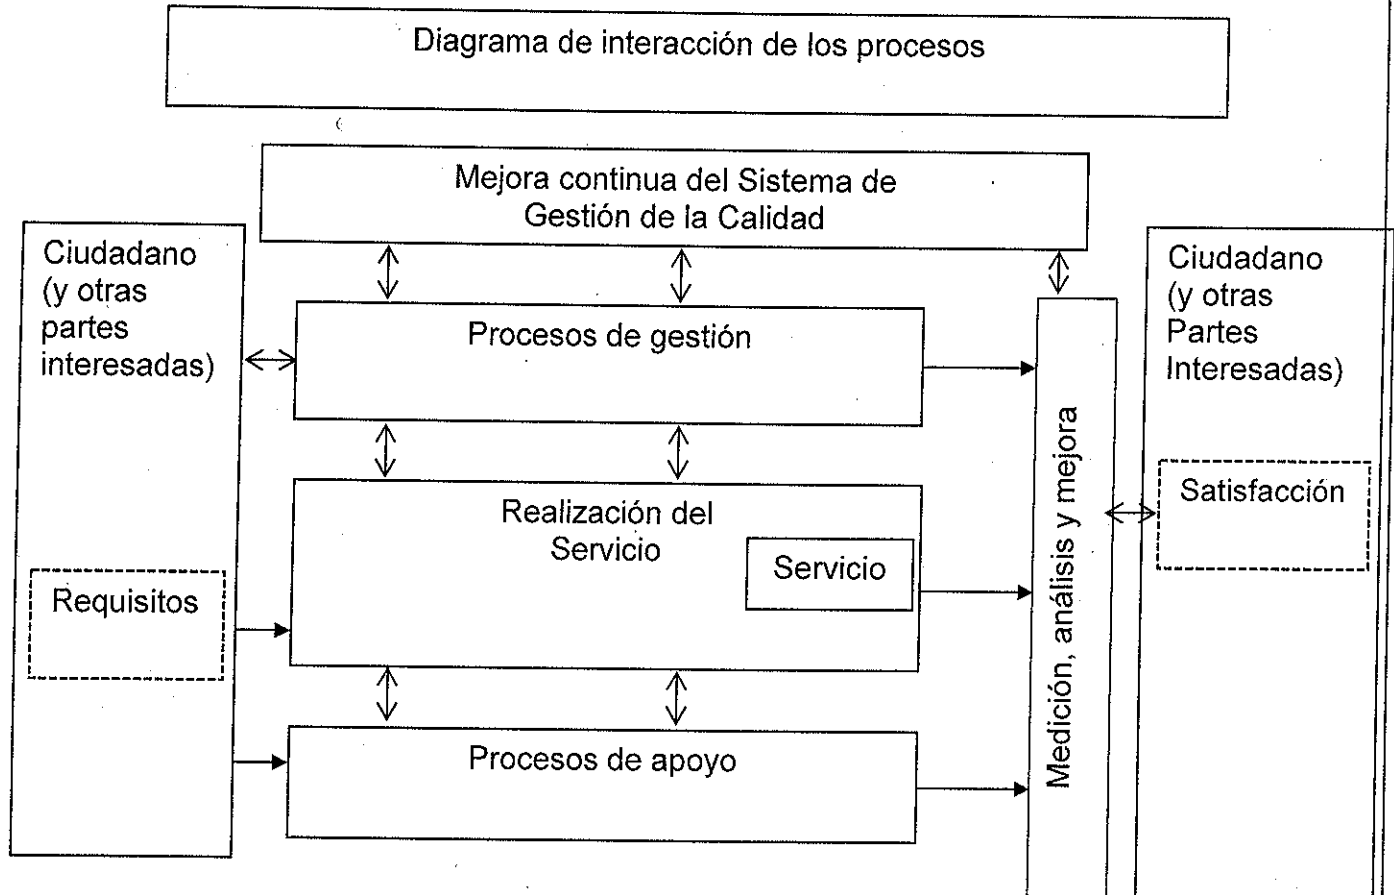 Diagrama de interacción de los procesos
Mejora continua del Sistema de
Gestión de la Calidad
Ciudadano
(y otras
partes
interesadas)
Requisitos
Procesos de gestión
Realización del
Servicio
Servicio
Procesos de apoyo
Medición, análisis y mejora
Ciudadano
(y otras
Partes
Interesadas)
Satisfacción